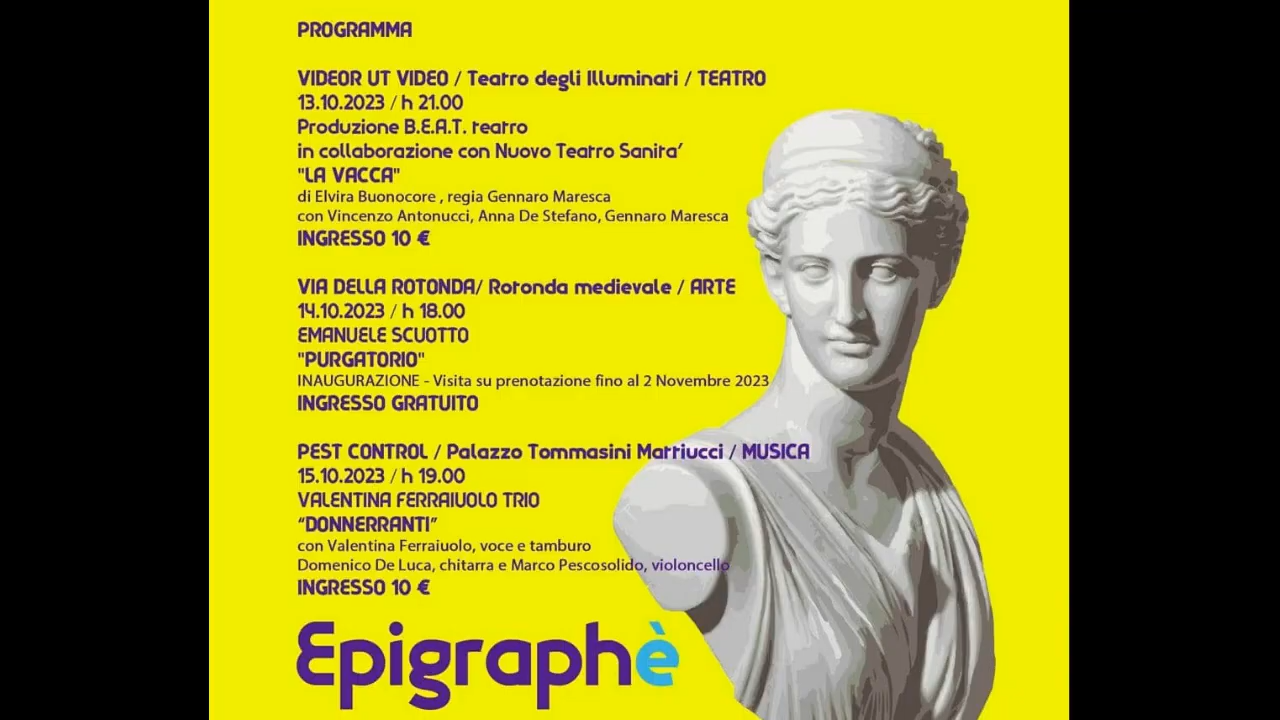 PROGRAMMA
VIDEOR UT VIDEO / Teatro degli Illuminati / TEATRO
13.10.2023 / h 21.00
Produzione B.E.A.T. teatro
in collaborazione con Nuovo Teatro Sanita'
"LA VACCA"
di Elvira Buonocore , regia Gennaro Maresca
con Vincenzo Antonucci, Anna De Stefano, Gennaro Maresca
INGRESSO 10 €
VIA DELLA ROTONDA/ Rotonda medievale / ARTE
14.10.2023 / h 18.00
EMANUELE SCUOTTO
"PURGATORIO"
INAUGURAZIONE - Visita su prenotazione fino al 2 Novembre 2023
INGRESSO GRATUITO
PEST CONTROL / Palazzo Tommasini Mattiucci / MUSICA
15.10.2023 / h 19.00
VALENTINA FERRAIUOLO TRIO
“DONNERRANTI”
con Valentina Ferraiuolo, voce e tamburo
Domenico De Luca, chitarra e Marco Pescosolido, violoncello
INGRESSO 10 €
Epigraphè